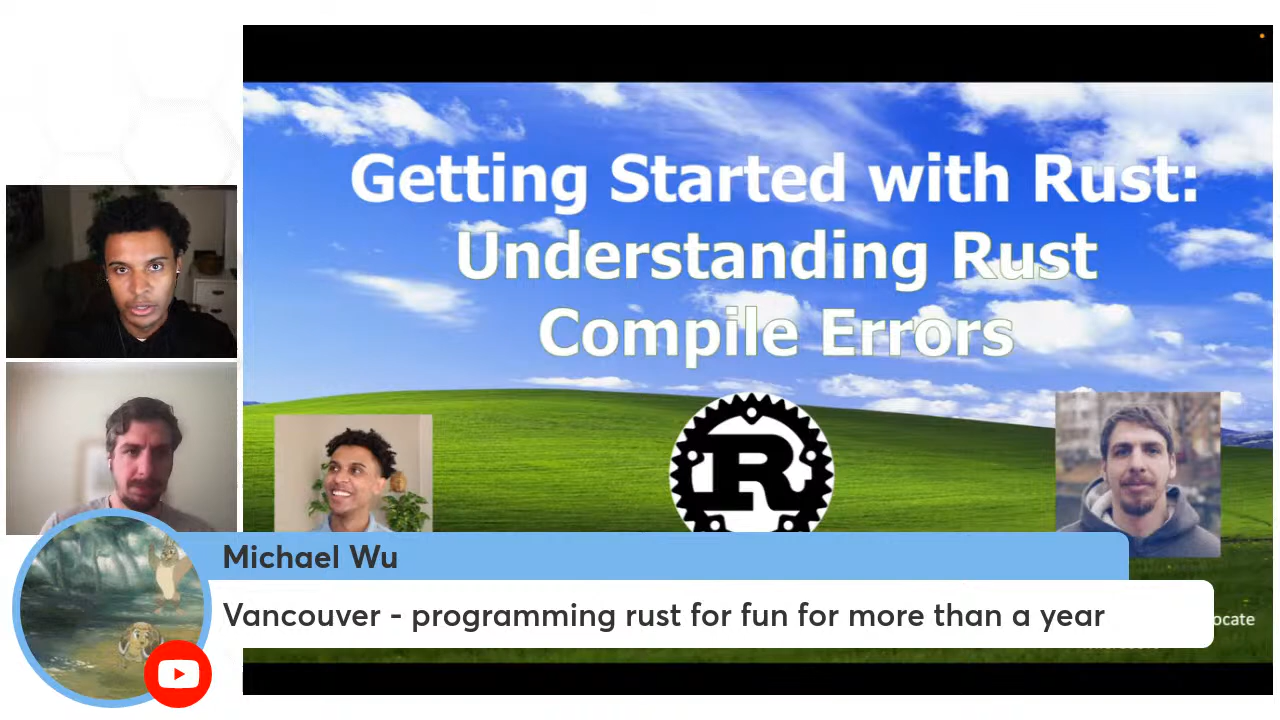 Getting Started with Rust:
Understanding Rust
Compile Errors
R
Michael Wu
Vancouver - programming rust for fun for more than a year
ocate